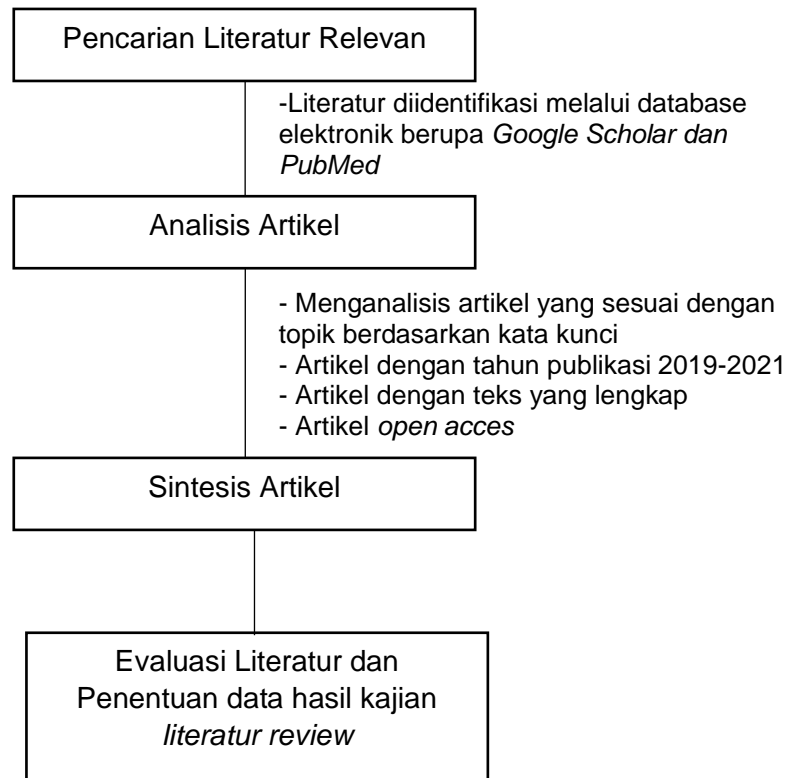 Pencarian Literatur Relevan
-Literatur diidentifikasi melalui database
elektronik berupa Google Scholar dan
PubMed
Analisis Artikel
- Menganalisis artikel yang sesuai dengan
topik berdasarkan kata kunci
- Artikel dengan tahun publikasi 2019-2021
- Artikel dengan teks yang lengkap
- Artikel open acces
Sintesis Artikel
Evaluasi Literatur dan
Penentuan data hasil kajian
literatur review